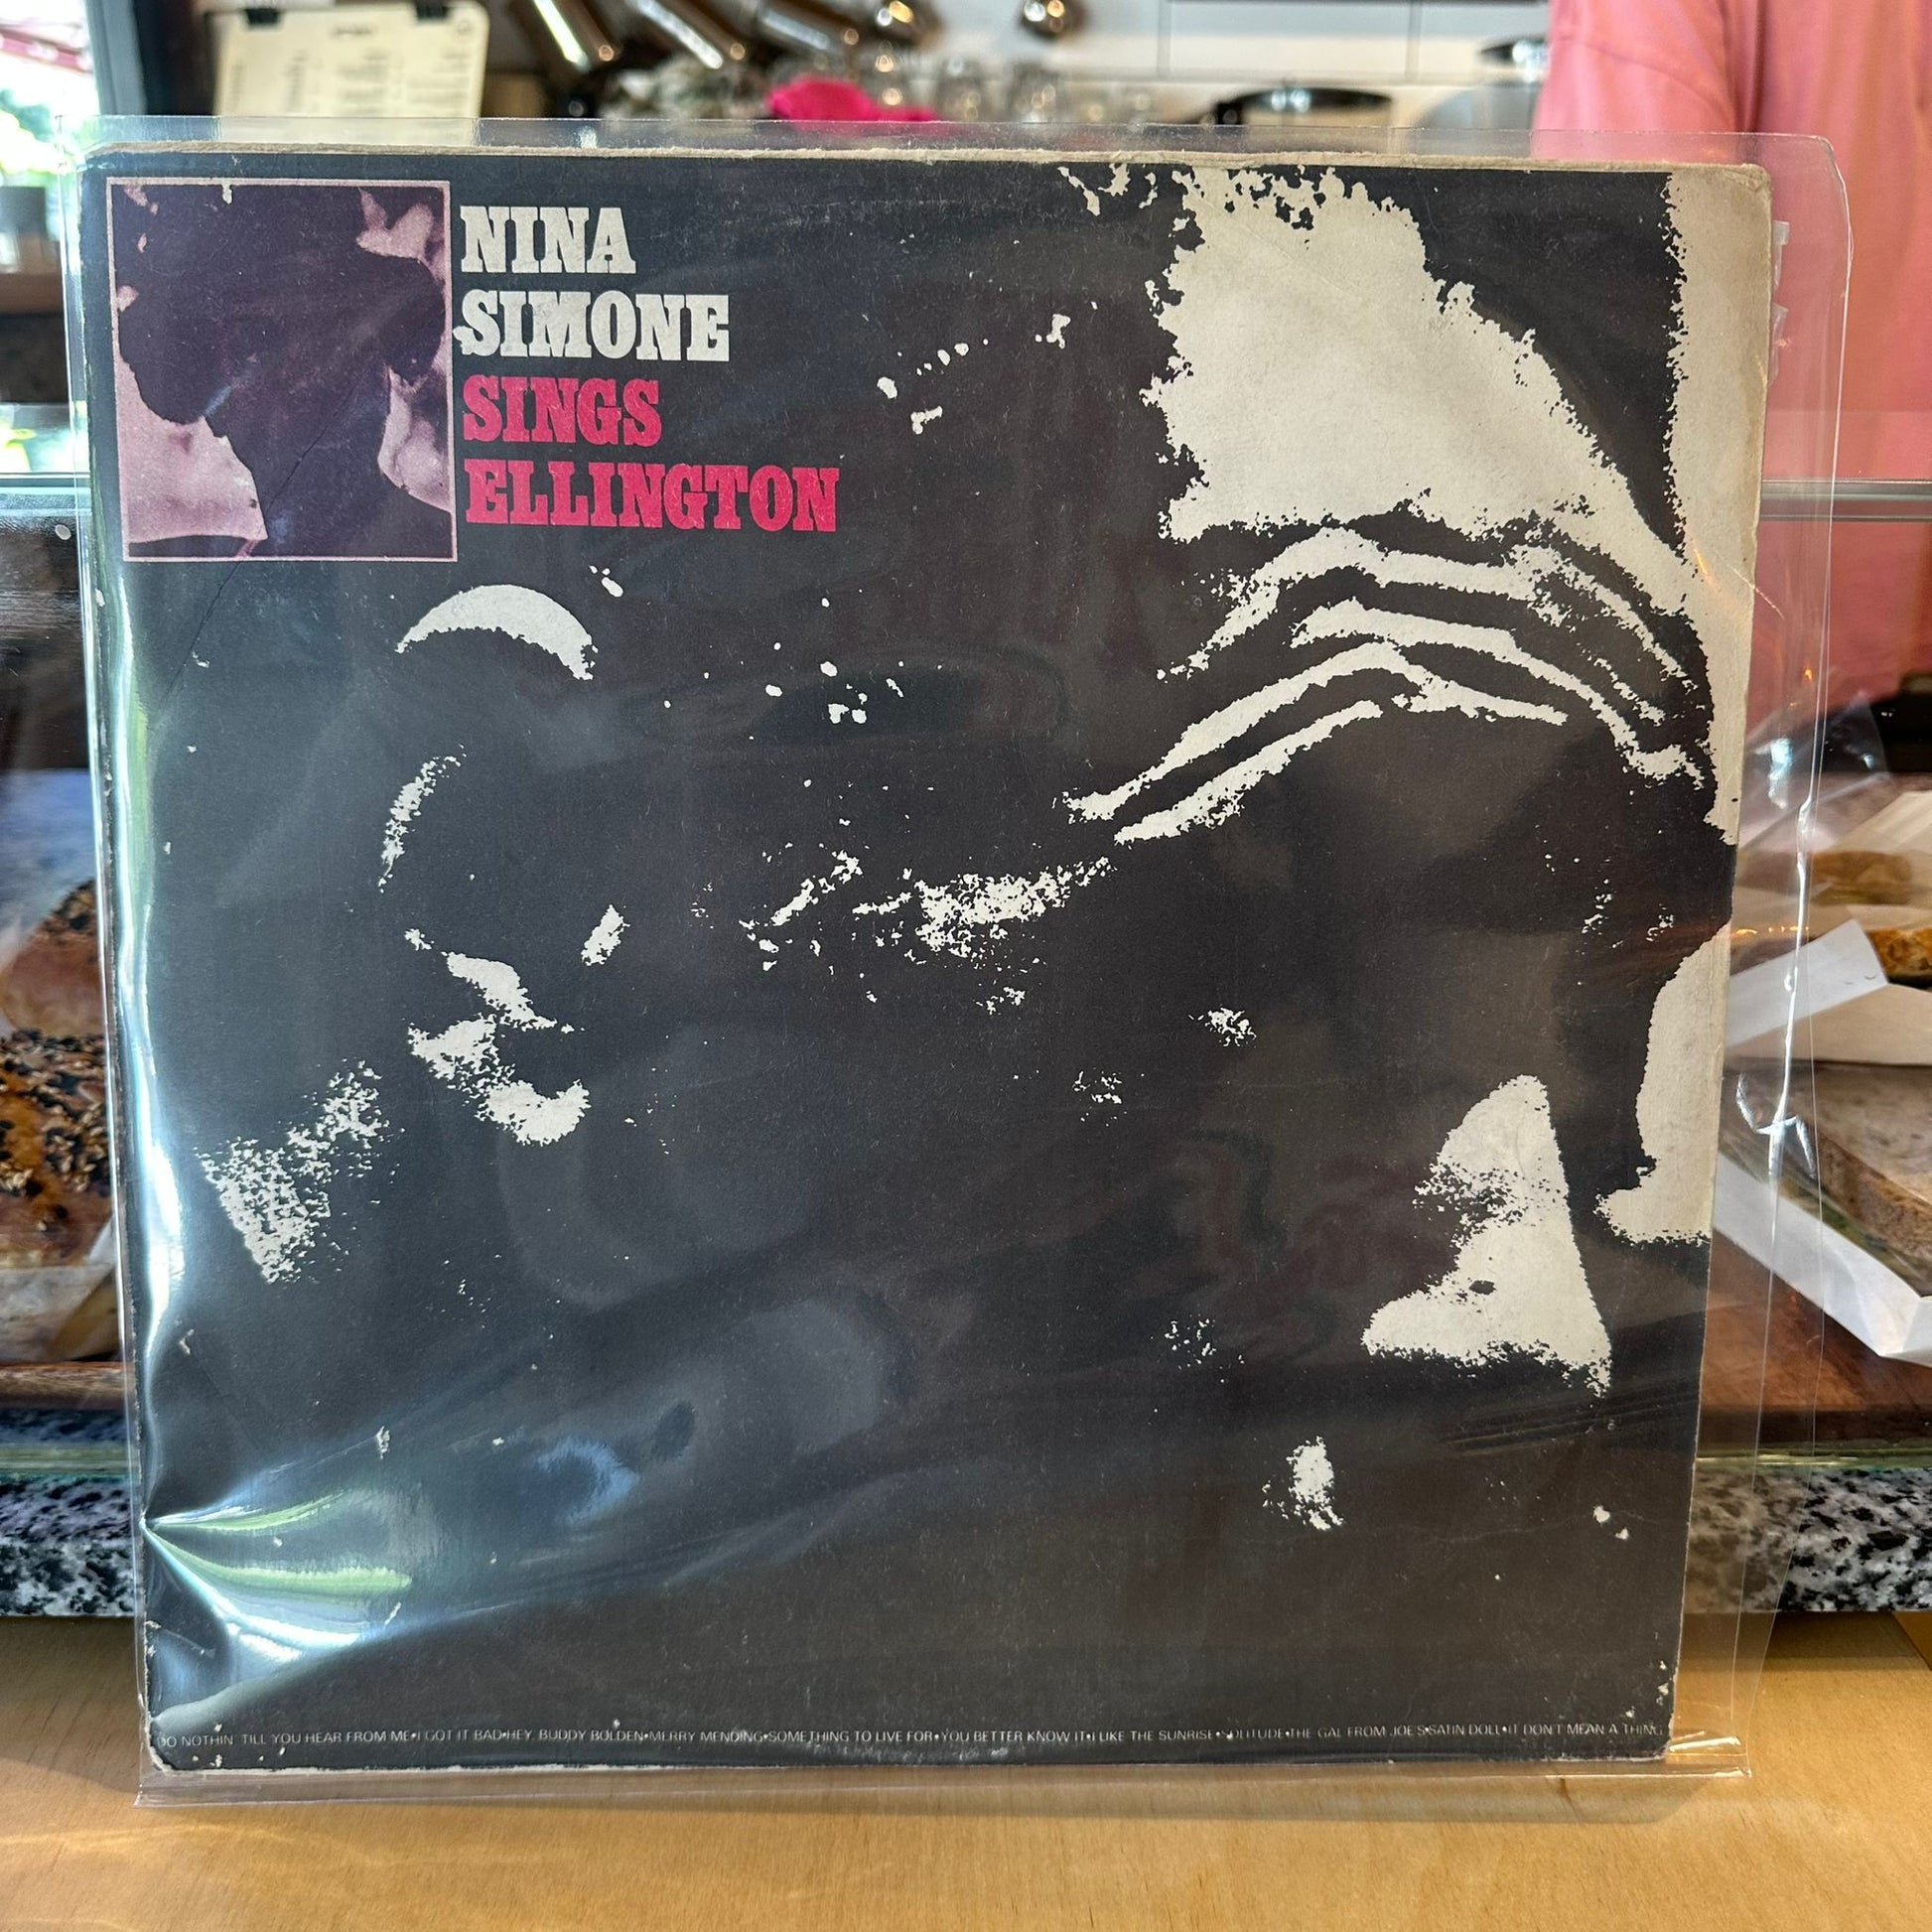 NINA
SIMONE
SINGS
ELLINGTON
DO NOTHIN' TILL YOU HEAR FROM ME•I GOT IT BAD•HEY, BUDDY BOLDEN•MERRY MENDING•SOMETHING TO LIVE FOR•YOU BETTER KNOW IT•I LIKE THE SUNRISE•SOLITUDE•THE GAL FROM JOE'S•SATIN DOLL•IT DON'T MEAN A THING